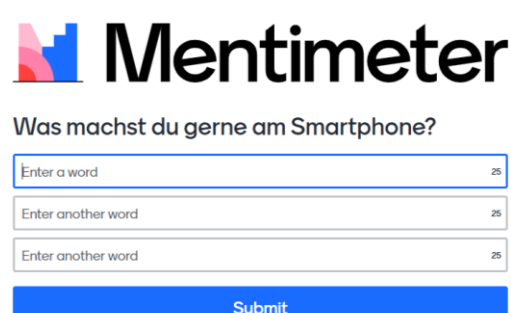 Mentimeter
Was machst du gerne am Smartphone?
Enter a word 25
Enter another word 25
Enter another word 25
Submit